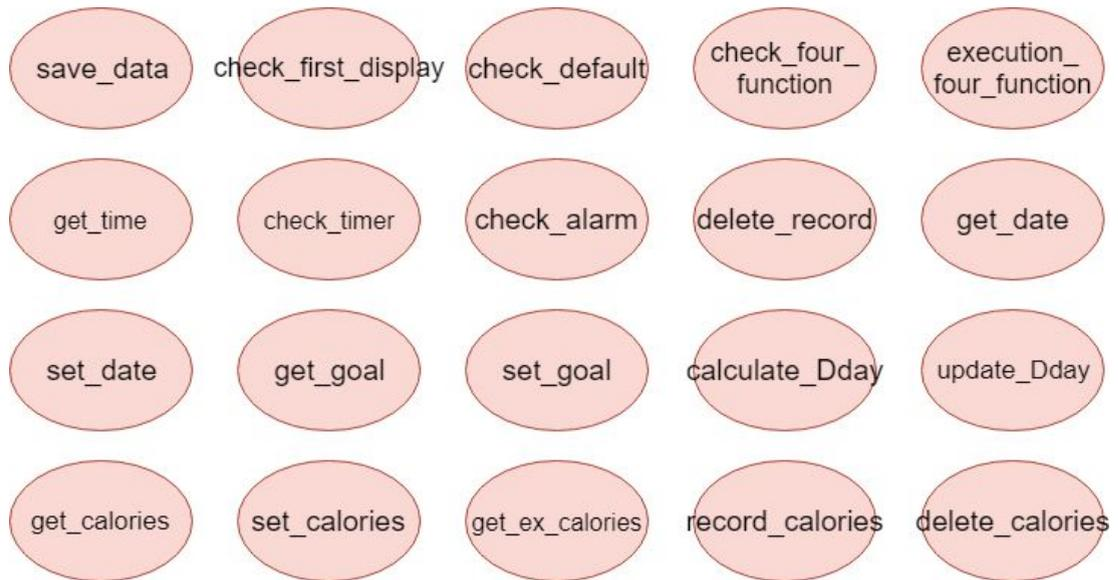 save_data
check_first_display
check_default
check_four_
function
execution_
four_function
get_time
check_timer
check_alarm
delete_record
get_date
set_date
get_goal
set_goal
calculate_Dday
update_Dday
get_calories
set_calories
get_ex_calories
record_calories
delete_calories